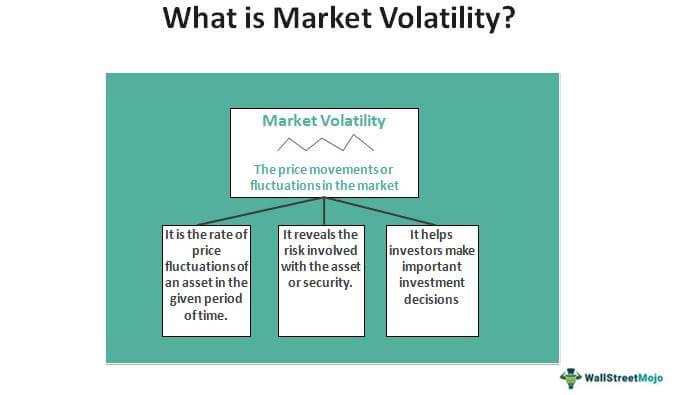 What is Market Volatility?
Market Volatility
The price movements or
fluctuations in the market
It is the rate of
price
fluctuations of
an asset in the
given period
of time.
It reveals the
risk involved
with the asset
or security.
It helps
investors make
important
investment
decisions
WallStreetMojo